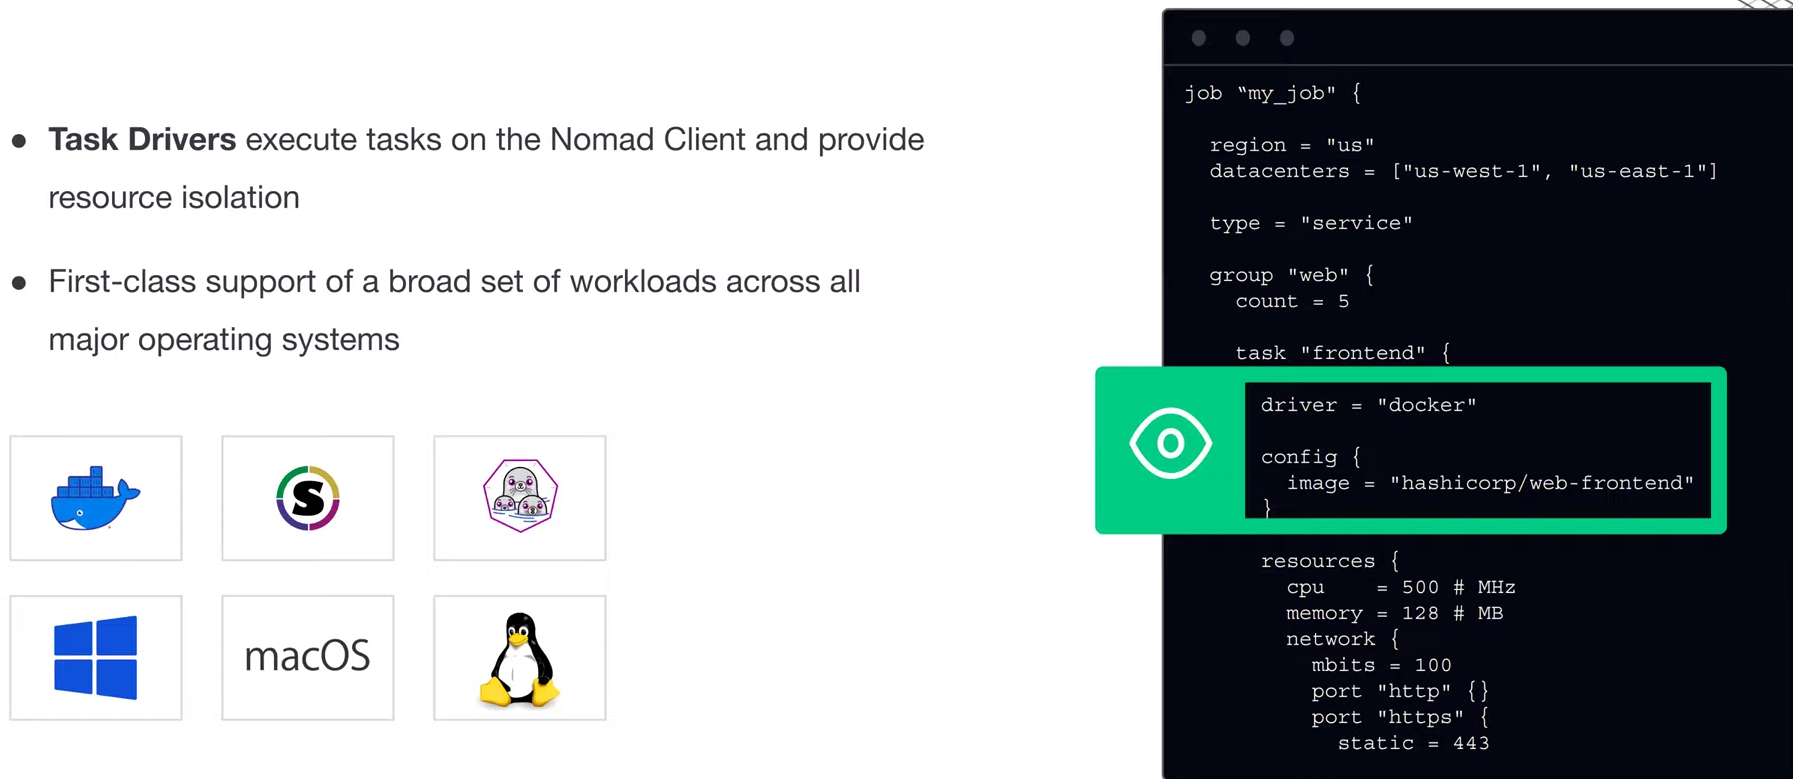 ● Task Drivers execute tasks on the Nomad Client and provide
resource isolation
● First-class support of a broad set of workloads across all
major operating systems
S
macOS
job “my_job" {
region = "us"
datacenters = ["us-west-1", "us-east-1"]
type = "service"
group "web" {
count = 5
task "frontend" {
driver = "docker"
config {
image = "hashicorp/web-frontend"
}
resources {
cpu    = 500 # MHz
memory = 128 # MB
network {
mbits = 100
port "http" {}
port "https" {
static = 443